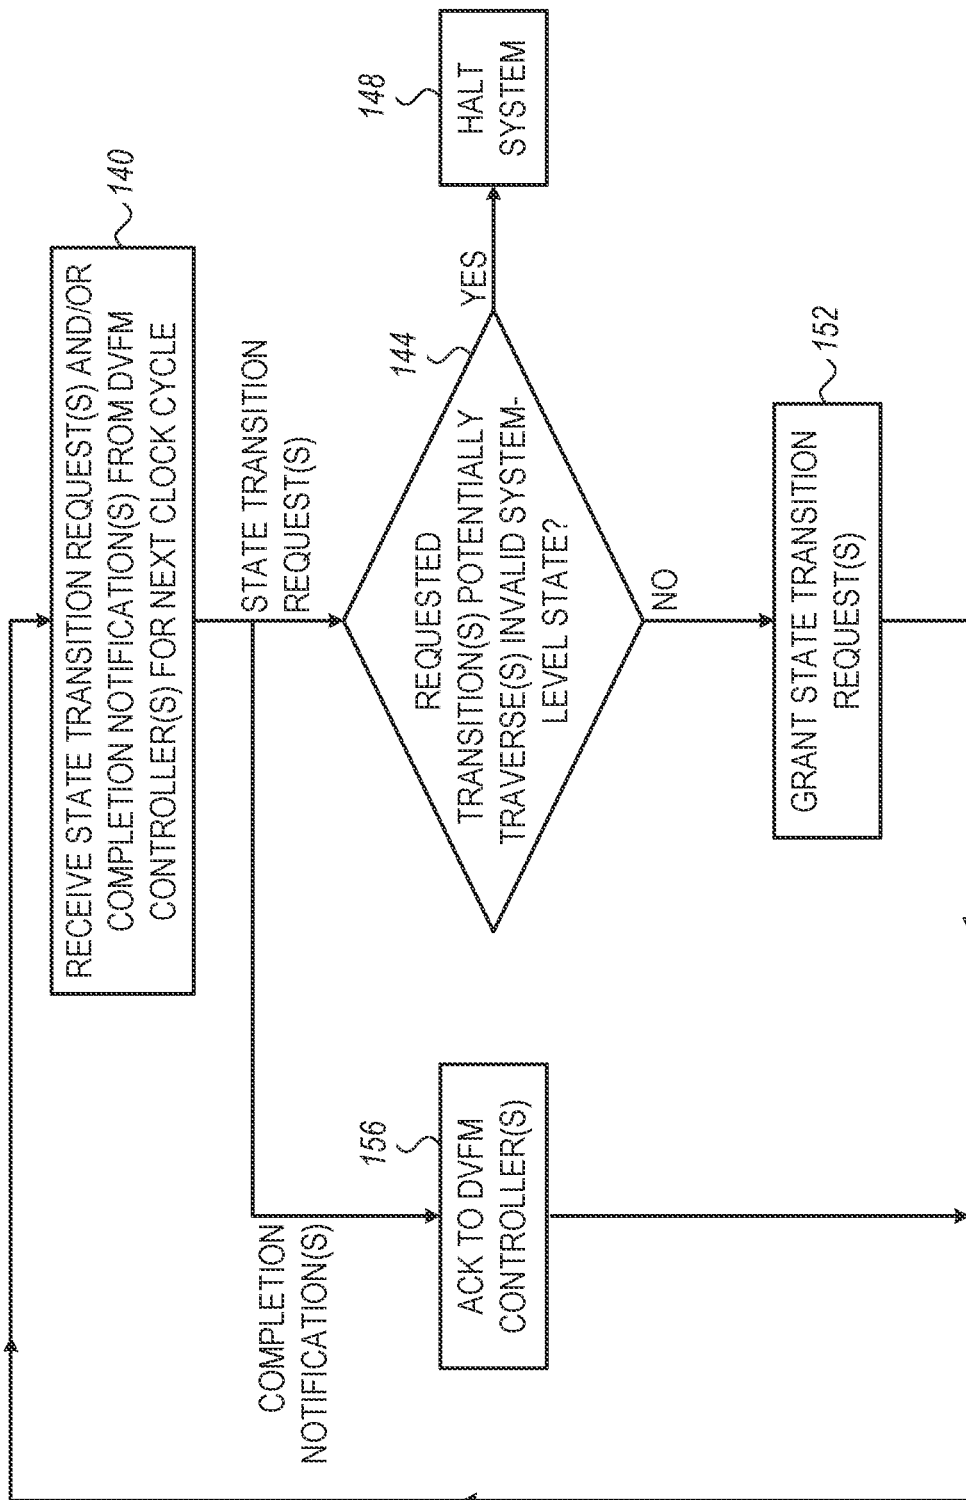 RECEIVE STATE TRANSITION REQUEST(S) AND/OR
COMPLETION NOTIFICATION(S) FROM DVFM
CONTROLLER(S) FOR NEXT CLOCK CYCLE
140
STATE TRANSITION
REQUEST(S)
COMPLETION
NOTIFICATION(S)
144
REQUESTED
TRANSITION(S) POTENTIALLY
TRAVERSE(S) INVALID SYSTEM-
LEVEL STATE?
YES
148
HALT
SYSTEM
156
ACK TO DVFM
CONTROLLER(S)
NO
152
GRANT STATE TRANSITION
REQUEST(S)